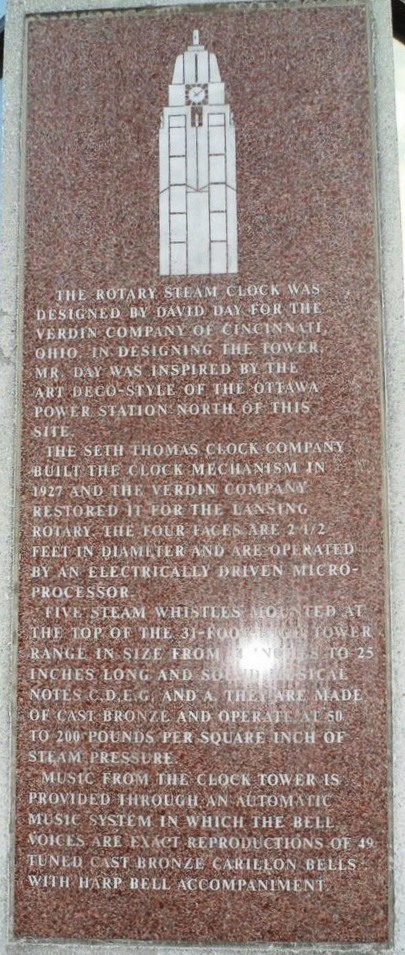 THE ROTARY STEAM CLOCK WAS
DESIGNED BY DAVID DAY FOR THE
VERDIN COMPANY OF CINCINNATI,
OHIO. IN DESIGNING THE TOWER,
MR. DAY WAS INSPIRED BY THE
ART DECO-STYLE OF THE OTTAWA
POWER STATION NORTH OF THIS
SITE.
THE SETH THOMAS CLOCK COMPANY
BUILT THE CLOCK MECHANISM IN
1927 AND THE VERDIN COMPANY
RESTORED IT FOR THE LANSING
ROTARY. THE FOUR FACES ARE 2 1/2
FEET IN DIAMETER AND ARE OPERATED
BY AN ELECTRICALLY DRIVEN MICRO-
PROCESSOR.
FIVE STEAM WHISTLES MOUNTED AT
THE TOP OF THE 31-FOOT TOWER
RANGE IN SIZE FROM INCHES TO 25
INCHES LONG AND SOUND MUSICAL
NOTES C,D,E,G, AND A. THEY ARE MADE
OF CAST BRONZE AND OPERATE AT 50
TO 200 POUNDS PER SQUARE INCH OF
STEAM PRESSURE.
MUSIC FROM THE CLOCK TOWER IS
PROVIDED THROUGH AN AUTOMATIC
MUSIC SYSTEM IN WHICH THE BELL
VOICES ARE EXACT REPRODUCTIONS OF 49
TUNED CAST BRONZE CARILLON BELLS
WITH HARP BELL ACCOMPANIMENT.